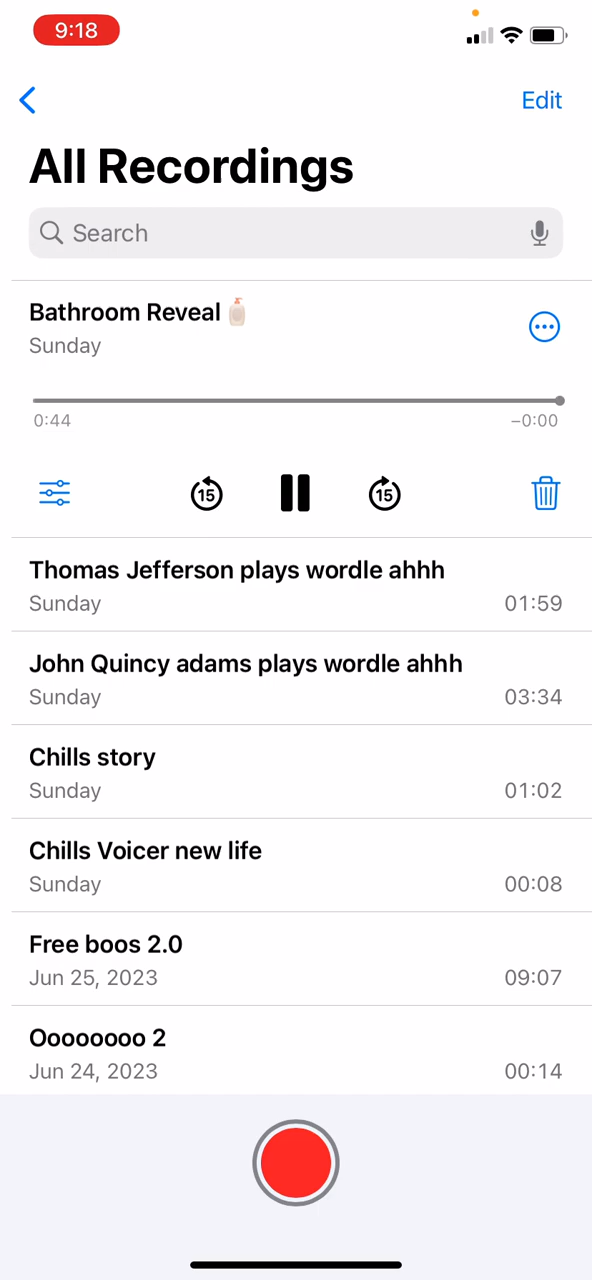 9:18
Edit
All Recordings
Search
Bathroom Reveal🧴
Sunday
0:44 −0:00
15 15
Thomas Jefferson plays wordle ahhh
Sunday 01:59
John Quincy adams plays wordle ahhh
Sunday 03:34
Chills story
Sunday 01:02
Chills Voicer new life
Sunday 00:08
Free boos 2.0
Jun 25, 2023 09:07
Oooooooo 2
Jun 24, 2023 00:14